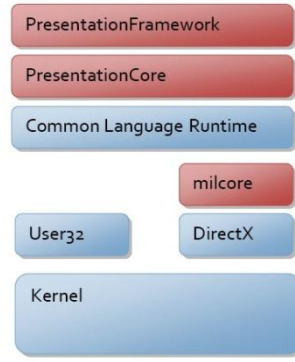 PresentationFramework
PresentationCore
Common Language Runtime
milcore
User32
DirectX
Kernel